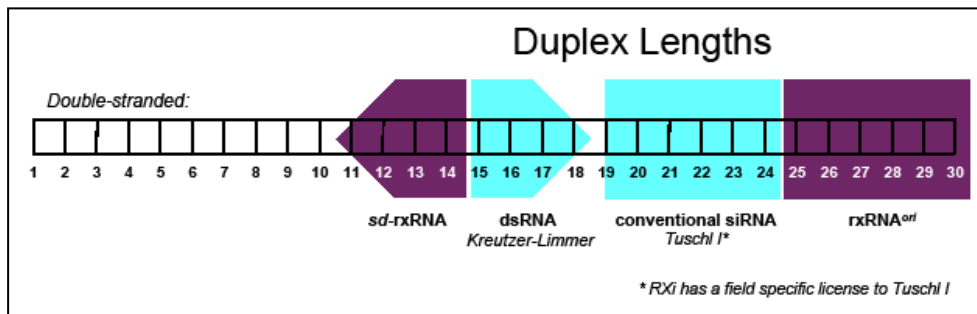 Duplex Lengths
Double-stranded:
1 2 3 4 5 6 7 8 9 10 11 12 13 14 15 16 17 18 19 20 21 22 23 24 25 26 27 28 29 30
sd-rxRNA dsRNA conventional siRNA rxRNAori
Kreutzer-Limmer Tuschl I*
* RXi has a field specific license to Tuschl I